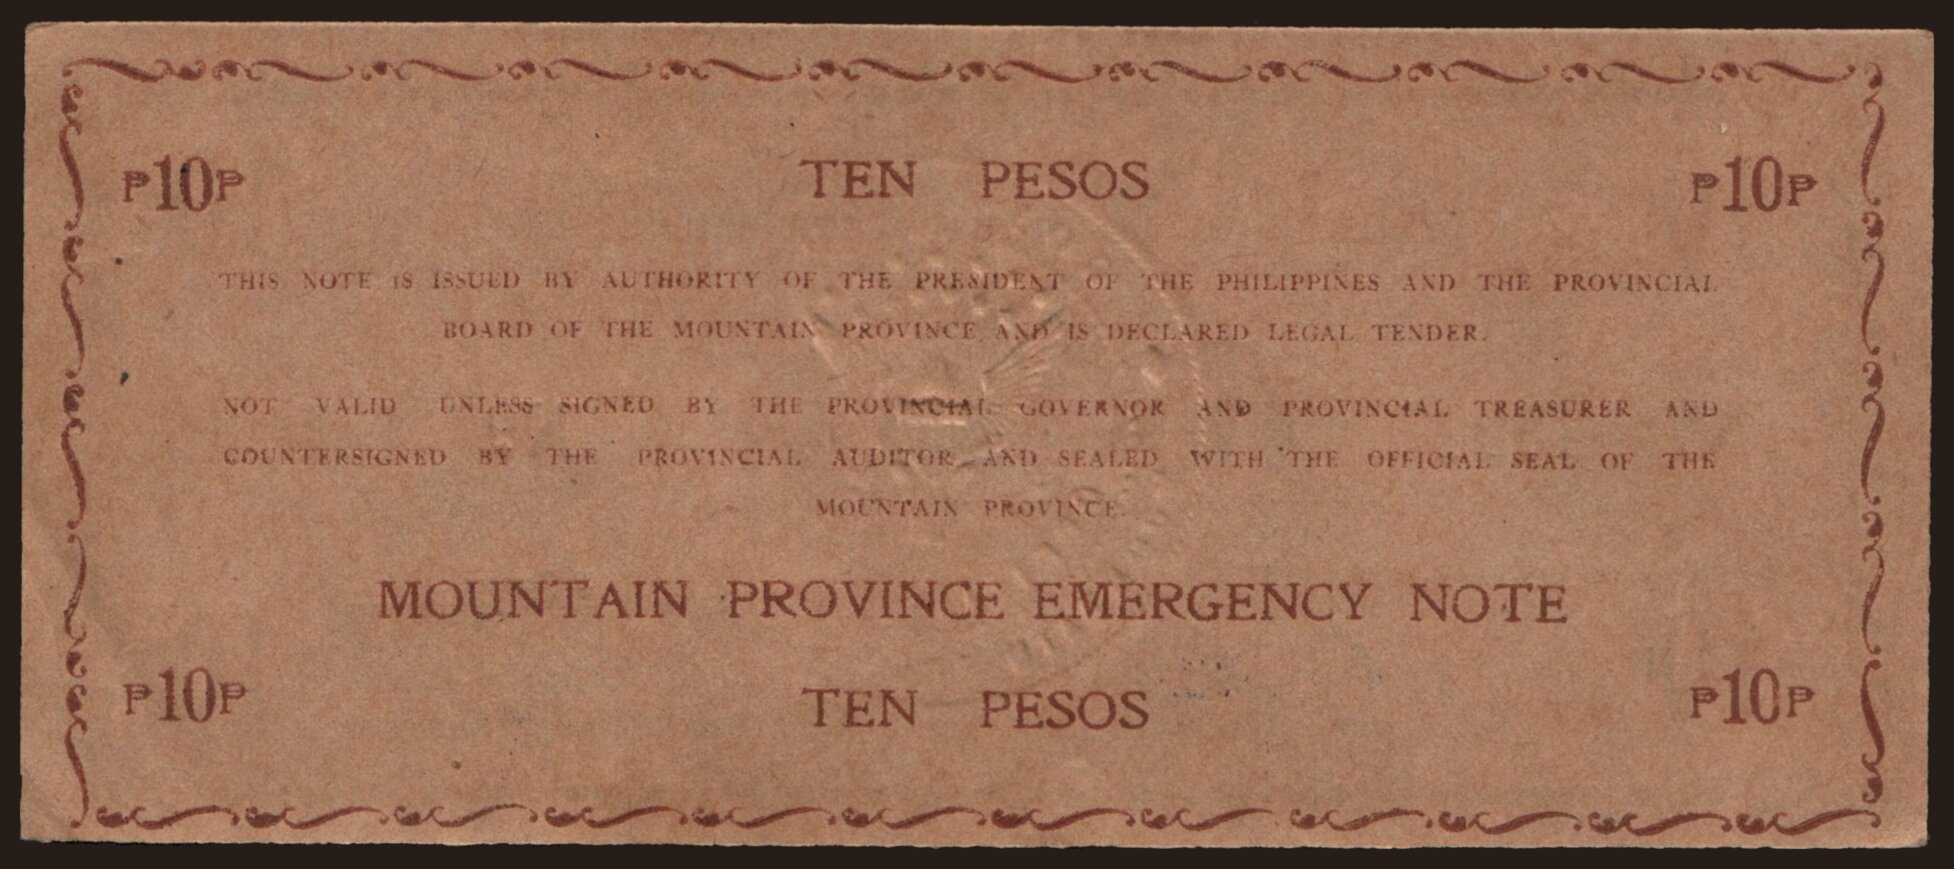 ₱10₱ TEN PESOS ₱10₱
THIS NOTE IS ISSUED BY AUTHORITY OF THE PRESIDENT OF THE PHILIPPINES AND THE PROVINCIAL
BOARD OF THE MOUNTAIN PROVINCE AND IS DECLARED LEGAL TENDER.
NOT VALID UNLESS SIGNED BY THE PROVINCIAL GOVERNOR AND PROVINCIAL TREASURER AND
COUNTERSIGNED BY THE PROVINCIAL AUDITOR AND SEALED WITH THE OFFICIAL SEAL OF THE
MOUNTAIN PROVINCE.
MOUNTAIN PROVINCE EMERGENCY NOTE
₱10₱ TEN PESOS ₱10₱